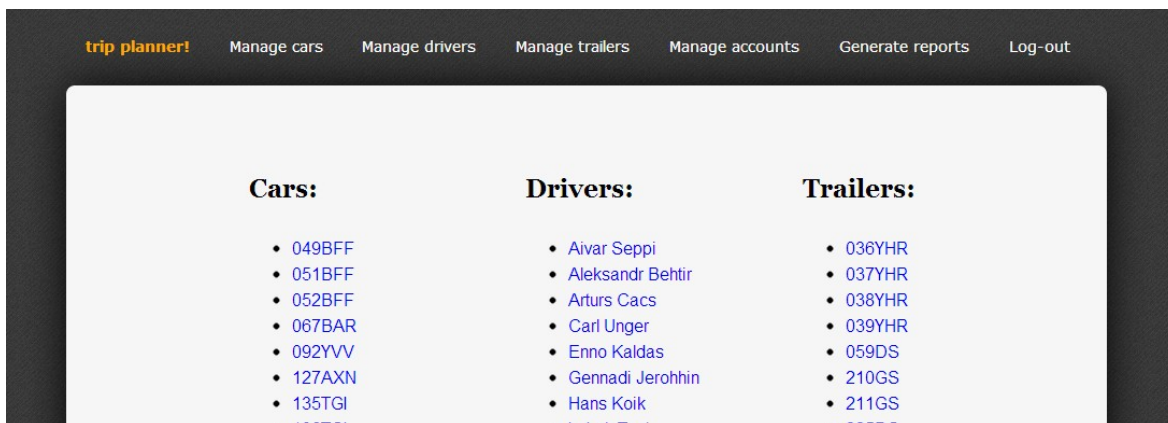 trip planner! Manage cars Manage drivers Manage trailers Manage accounts Generate reports Log-out
Cars:
049BFF
051BFF
052BFF
067BAR
092YVV
127AXN
135TGI
Drivers:
Aivar Seppi
Aleksandr Behtir
Arturs Cacs
Carl Unger
Enno Kaldas
Gennadi Jerohhin
Hans Koik
Trailers:
036YHR
037YHR
038YHR
039YHR
059DS
210GS
211GS